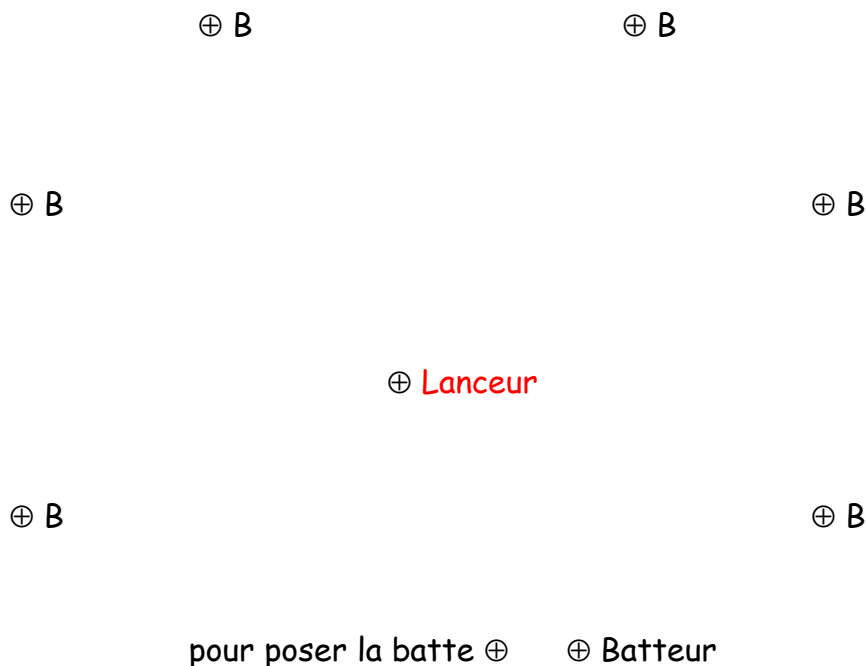 ⊕ B ⊕ B
⊕ B ⊕ B
⊕ Lanceur
⊕ B ⊕ B
pour poser la batte ⊕ ⊕ Batteur